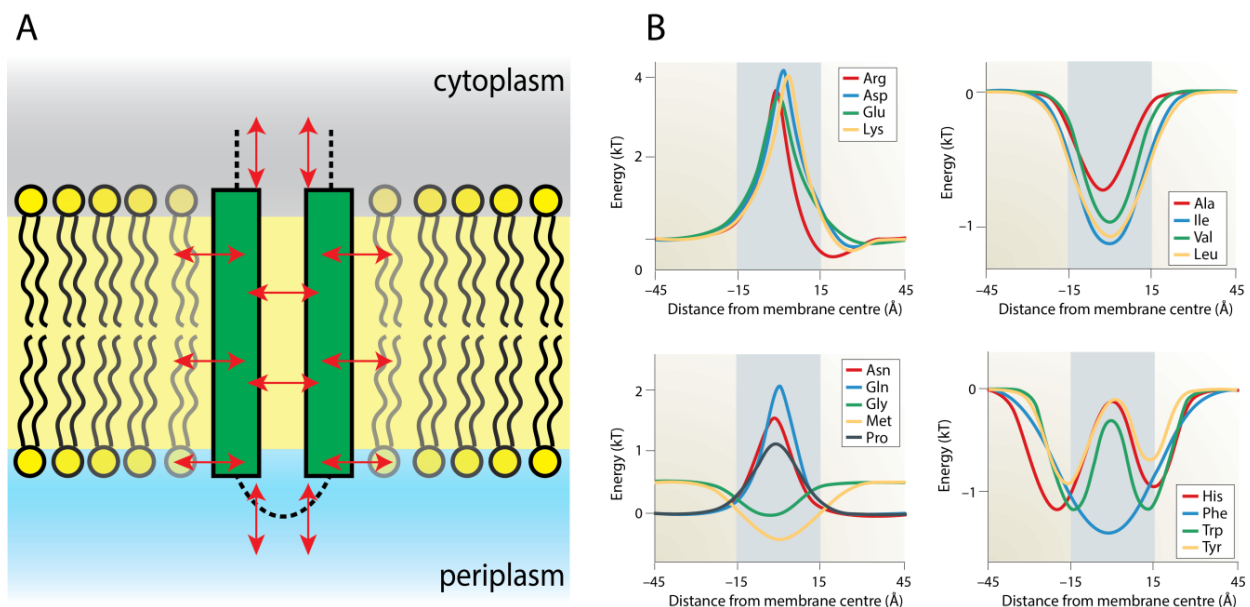 A
cytoplasm
periplasm
B
4
2
0
Energy (kT)
Arg
Asp
Glu
Lys
−45
−15
15
45
Distance from membrane centre (Å)
0
−1
Energy (kT)
Ala
Ile
Val
Leu
−45
−15
15
45
Distance from membrane centre (Å)
2
1
0
Energy (kT)
Asn
Gln
Gly
Met
Pro
−45
−15
15
45
Distance from membrane centre (Å)
0
−1
Energy (kT)
His
Phe
Trp
Tyr
−45
−15
15
45
Distance from membrane centre (Å)